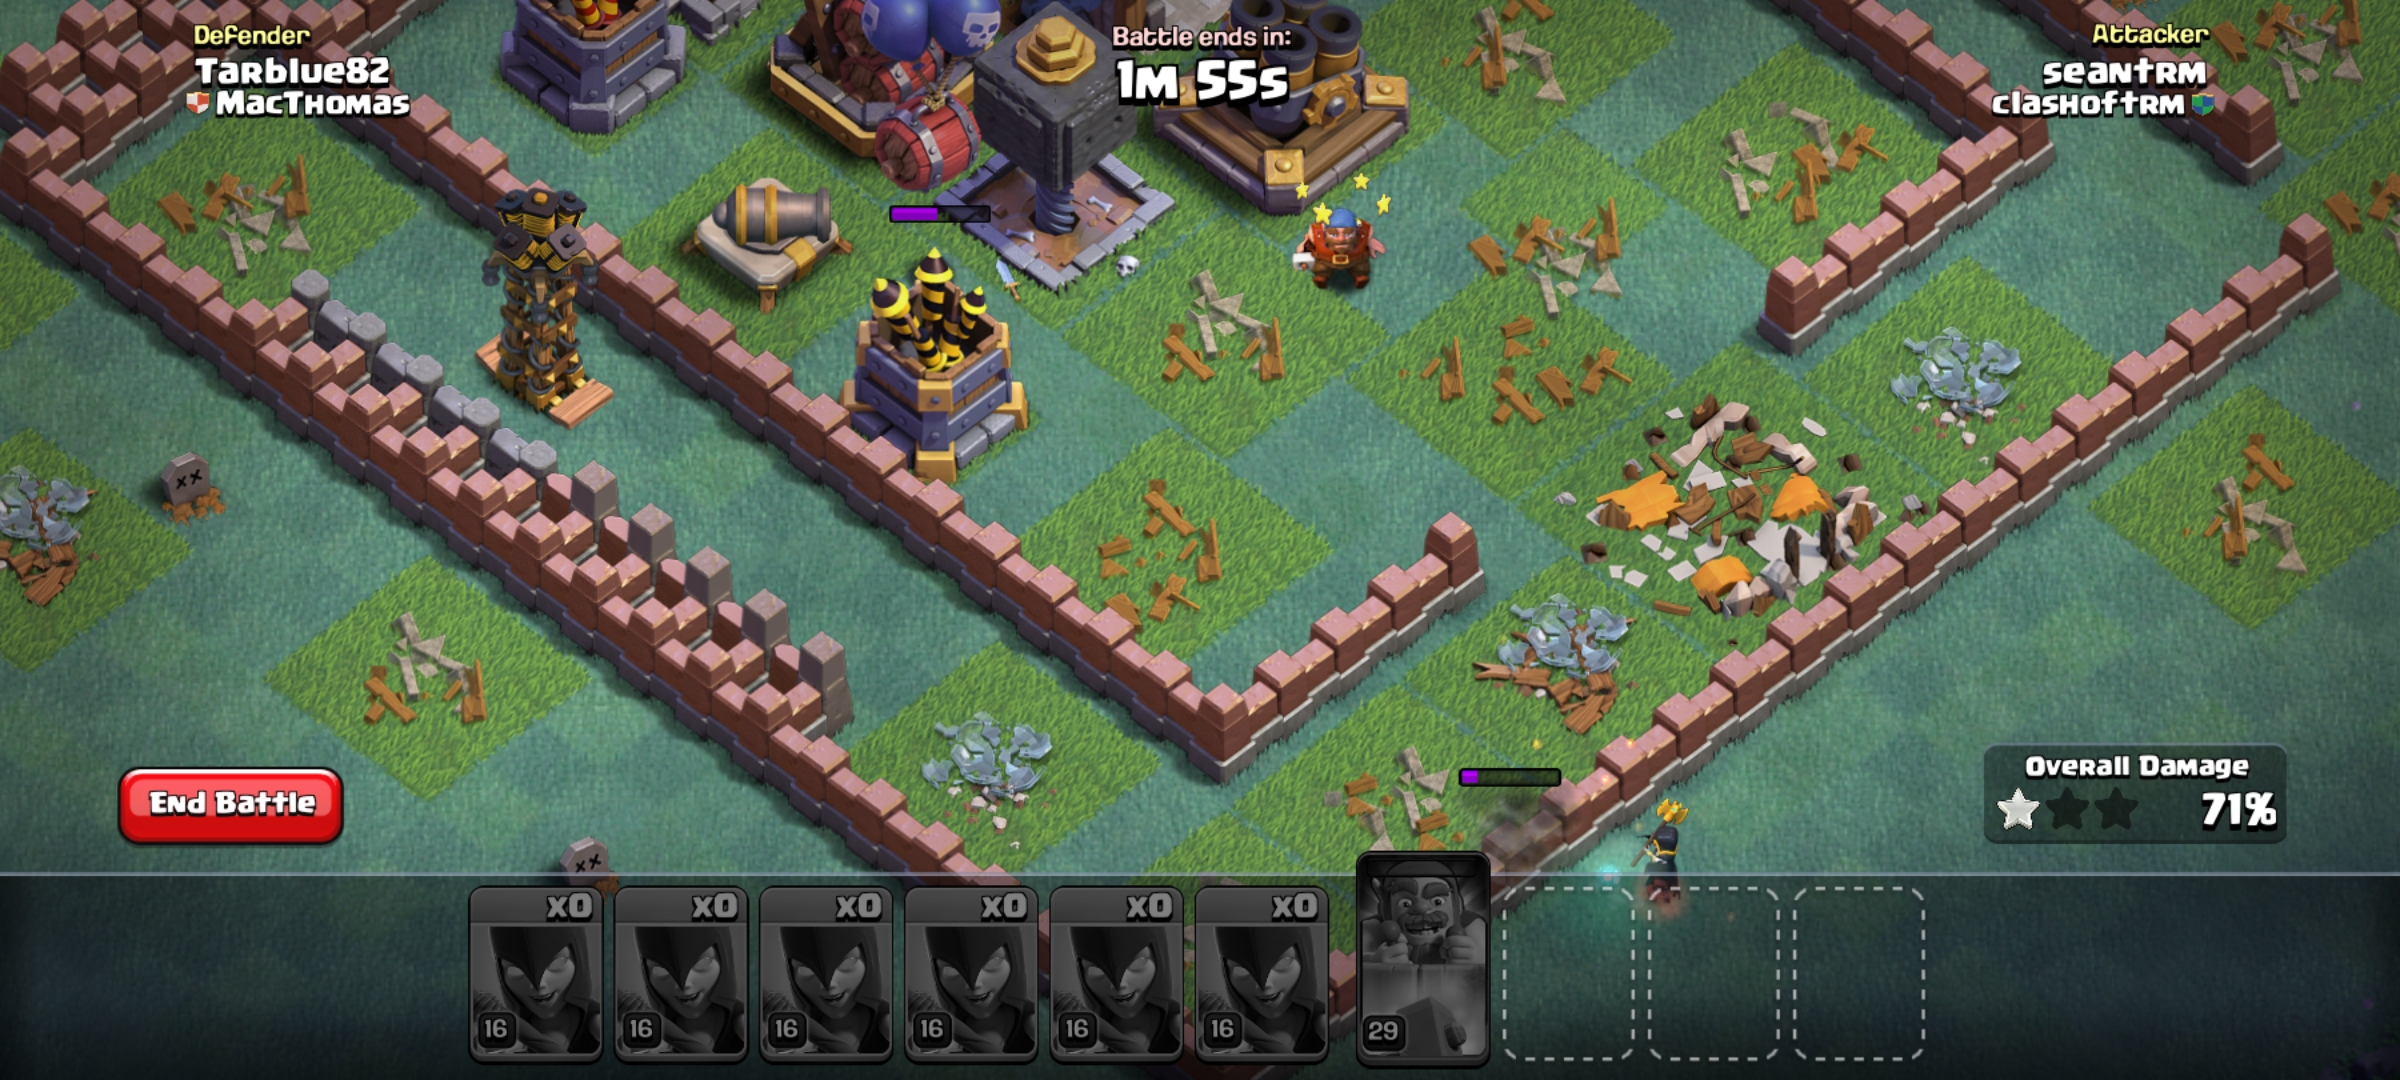 Defender
Tarblue82
MacThomas
Battle ends in:
1M 55s
Attacker
seantRM
clashoftRM
End Battle
Overall Damage
71%
x0
x0
x0
x0
x0
x0
16
16
16
16
16
16
29